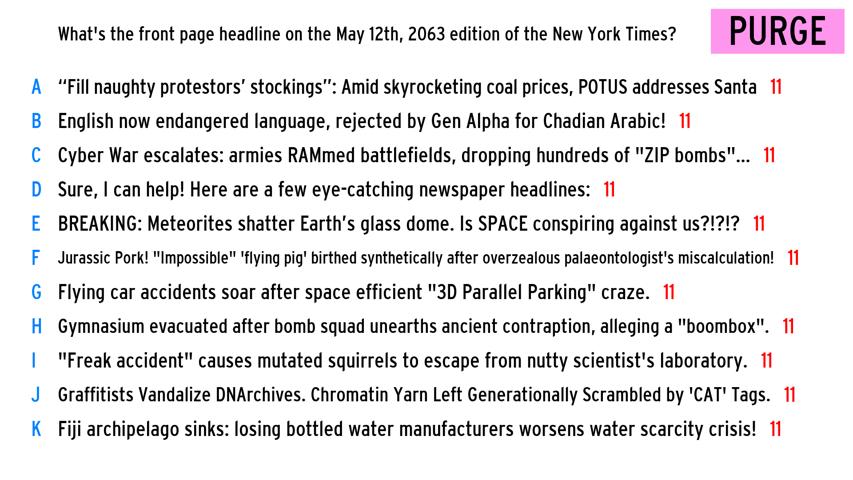 What's the front page headline on the May 12th, 2063 edition of the New York Times? PURGE
A “Fill naughty protestors’ stockings”: Amid skyrocketing coal prices, POTUS addresses Santa 11
B English now endangered language, rejected by Gen Alpha for Chadian Arabic! 11
C Cyber War escalates: armies RAMmed battlefields, dropping hundreds of "ZIP bombs"... 11
D Sure, I can help! Here are a few eye-catching newspaper headlines: 11
E BREAKING: Meteorites shatter Earth’s glass dome. Is SPACE conspiring against us?!?!? 11
F Jurassic Pork! "Impossible" 'flying pig' birthed synthetically after overzealous palaeontologist's miscalculation! 11
G Flying car accidents soar after space efficient "3D Parallel Parking" craze. 11
H Gymnasium evacuated after bomb squad unearths ancient contraption, alleging a "boombox". 11
I "Freak accident" causes mutated squirrels to escape from nutty scientist's laboratory. 11
J Graffitists Vandalize DNArchives. Chromatin Yarn Left Generationally Scrambled by 'CAT' Tags. 11
K Fiji archipelago sinks: losing bottled water manufacturers worsens water scarcity crisis! 11